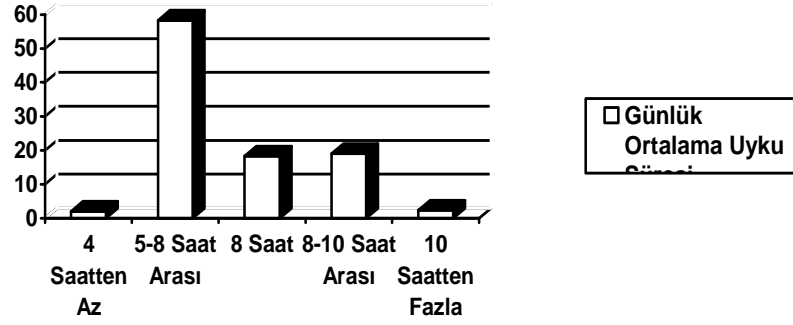 60
50
40
30
20
10
0
4 Saatten Az
5-8 Saat Arası
8 Saat
8-10 Saat Arası
10 Saatten Fazla
Günlük
Ortalama Uyku